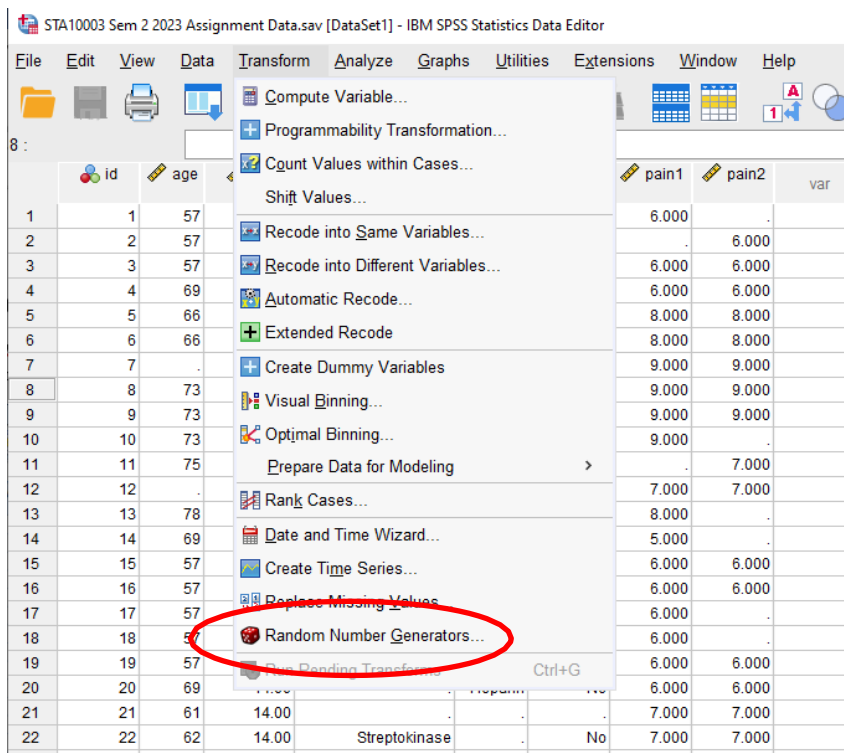 STA10003 Sem 2 2023 Assignment Data.sav [DataSet1] - IBM SPSS Statistics Data Editor
File Edit View Data Transform Analyze Graphs Utilities Extensions Window Help
A
1
8 :
Compute Variable...
Programmability Transformation...
Count Values within Cases...
Shift Values...
Recode into Same Variables...
Recode into Different Variables...
Automatic Recode...
Extended Recode
Create Dummy Variables
Visual Binning...
Optimal Binning...
Prepare Data for Modeling >
Rank Cases...
Date and Time Wizard...
Create Time Series...
Replace Missing Values...
Random Number Generators...
Run Pending Transforms Ctrl+G
id age pain1 pain2 var
1 1 57 6.000 .
2 2 57 . 6.000
3 3 57 6.000 6.000
4 4 69 6.000 6.000
5 5 66 8.000 8.000
6 6 66 8.000 8.000
7 7 . 9.000 9.000
8 8 73 9.000 9.000
9 9 73 9.000 9.000
10 10 73 9.000 .
11 11 75 . 7.000
12 12 . 7.000 7.000
13 13 78 8.000 .
14 14 69 5.000 .
15 15 57 6.000 6.000
16 16 57 6.000 6.000
17 17 57 6.000 .
18 18 57 6.000 .
19 19 57 6.000 6.000
20 20 69 14.00 . No 6.000 6.000
21 21 61 14.00 . . . 7.000 7.000
22 22 62 14.00 Streptokinase . No 7.000 7.000